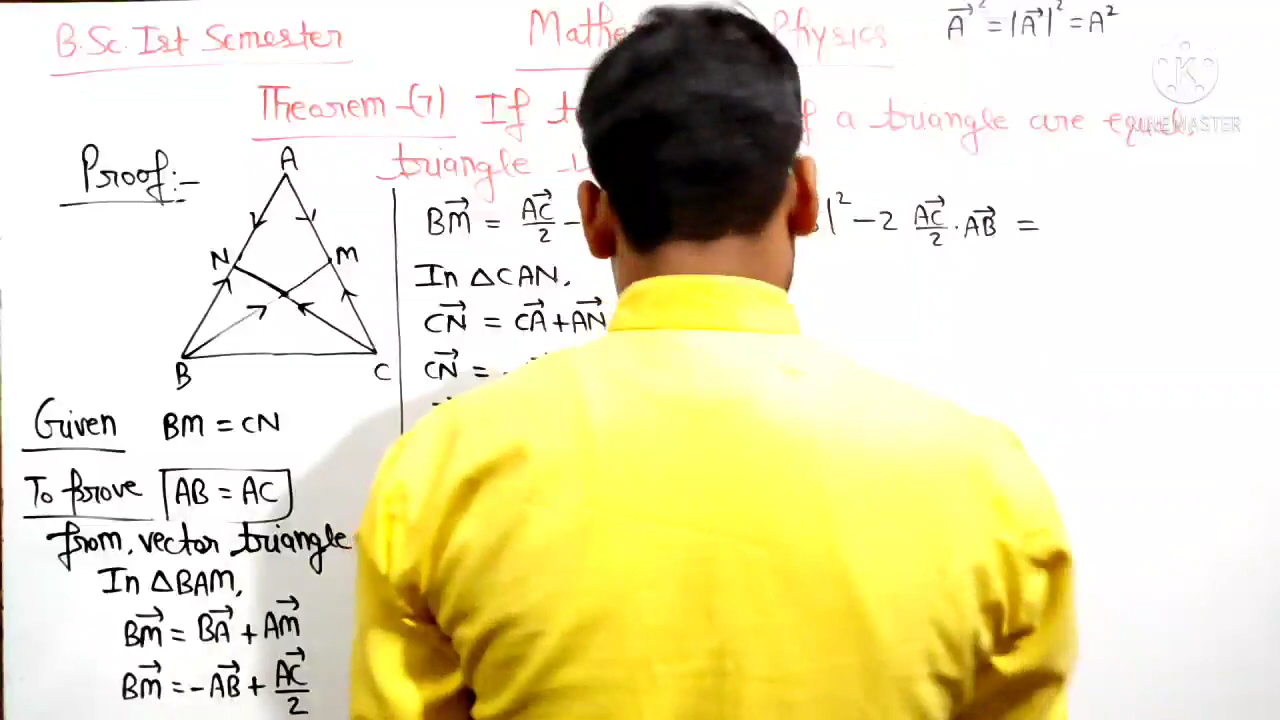 B.Sc. Ist Semester
Physics
A⃗² = |A⃗|² = A²
K
KINEMASTER
Theorem-(7) If
a triangle are equal,
triangle
Proof:-
A
N
M
B
C
BM⃗ = AC⃗/2 -
|² - 2 AC⃗/2 . AB⃗ =
In △CAN,
CN⃗ = CA⃗ + AN⃗
CN⃗ = -
Given BM = CN
To prove AB = AC
from, vector triangle
In △BAM,
BM⃗ = BA⃗ + AM⃗
BM⃗ = -AB⃗ + AC⃗/2